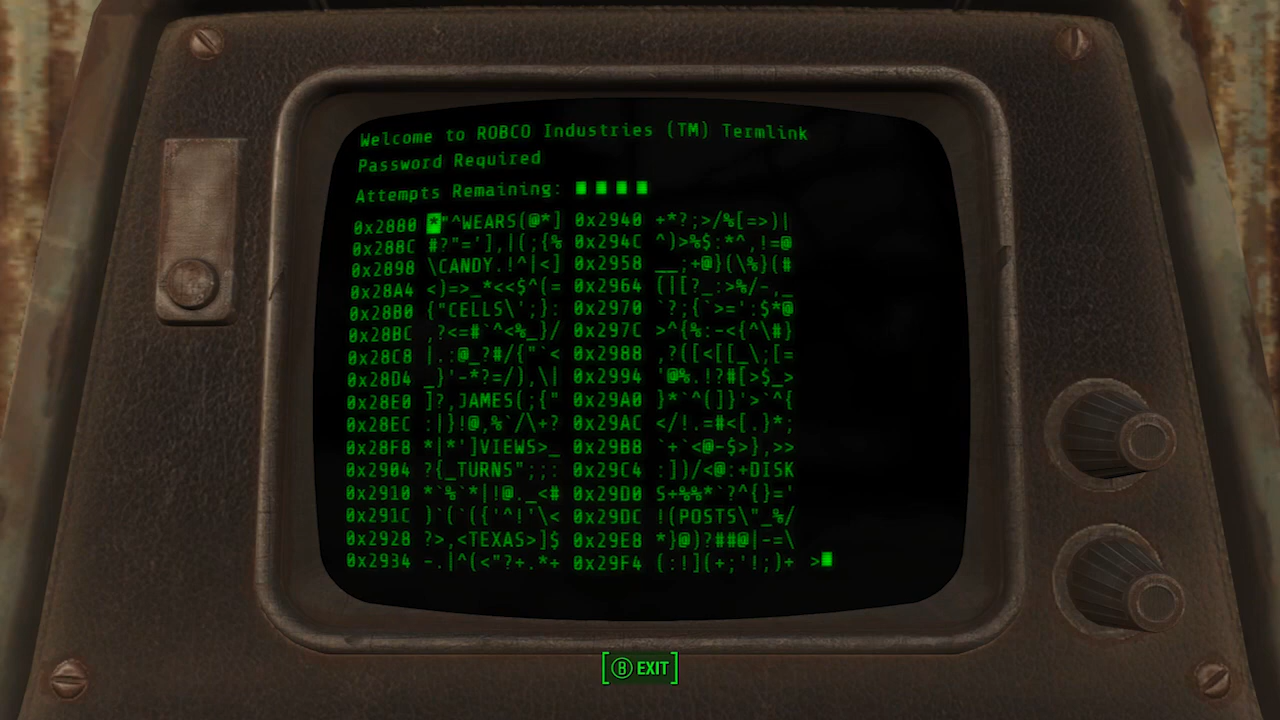 Welcome to ROBCO Industries (TM) Termlink
Password Required
Attempts Remaining:
0x2880 *"^WEARS(@*] 0x2940 +*?;>/%[=>)|
0x288C #?"='],|(;{% 0x294C ^)>%$:*^,!=@
0x2898 \CANDY.!^|<] 0x2958 __;+@}(\%}(#
0x28A4 <)=>_*<<$^(= 0x2964 (|[?_:>%/-,_
0x28B0 {"CELLS\';}: 0x2970 `?;{`>=':$*@
0x28BC ,?<=#`^<%_}/ 0x297C >^{%:-<{^\#}
0x28C8 |.:@_?#/{"`< 0x2988 ,?([<[[_\;[=
0x28D4 _}'-*?=/),\| 0x2994 '@%.!?#[>$_>
0x28E0 ]?,JAMES(;{" 0x29A0 }*`^(]}'>`^{
0x28EC :|}!@,%`/\+? 0x29AC </!.=#<[.}*;
0x28F8 *|*']VIEWS>_ 0x29B8 `+`<@-$>},>>
0x2904 ?{_TURNS";;: 0x29C4 :])/<@:+DISK
0x2910 *`%`*|!@._<# 0x29D0 S+%%*`?^{}='
0x291C )`(`({'^!'\< 0x29DC !(POSTS\"_%/
0x2928 ?>,<TEXAS>]$ 0x29E8 *}@)?##@|-=\
0x2934 -.|^(<"?+.*+ 0x29F4 (:!](+;'!;)+ >
[Ⓑ EXIT]